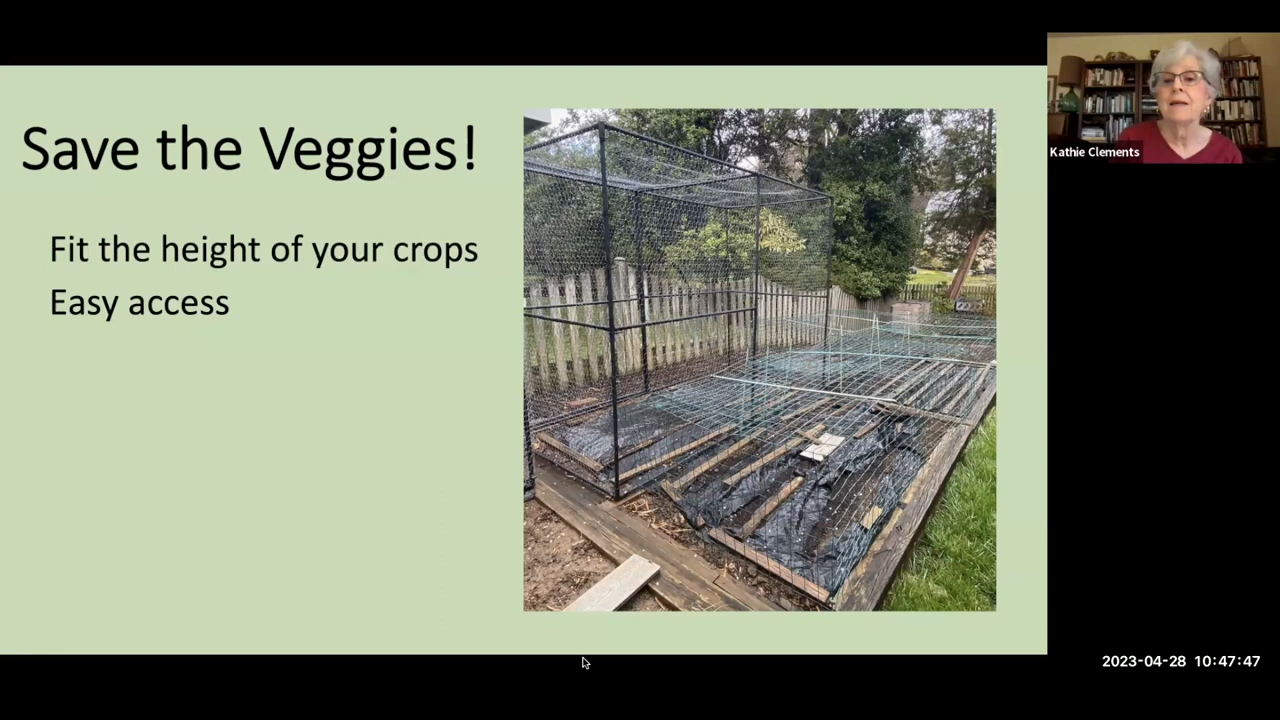 Save the Veggies!
Fit the height of your crops
Easy access
Kathie Clements
2023-04-28 10:47:47